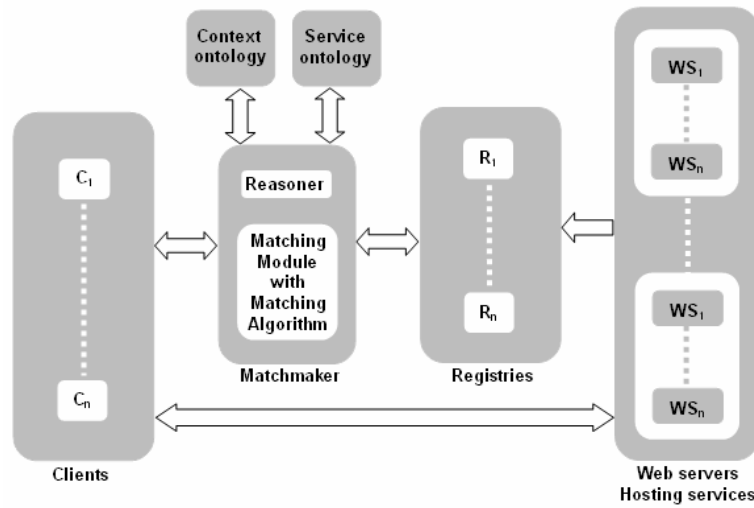 Context
ontology
Service
ontology
C₁
Cₙ
Clients
Reasoner
Matching
Module
with
Matching
Algorithm
Matchmaker
R₁
Rₙ
Registries
WS₁
WSₙ
WS₁
WSₙ
Web servers
Hosting services